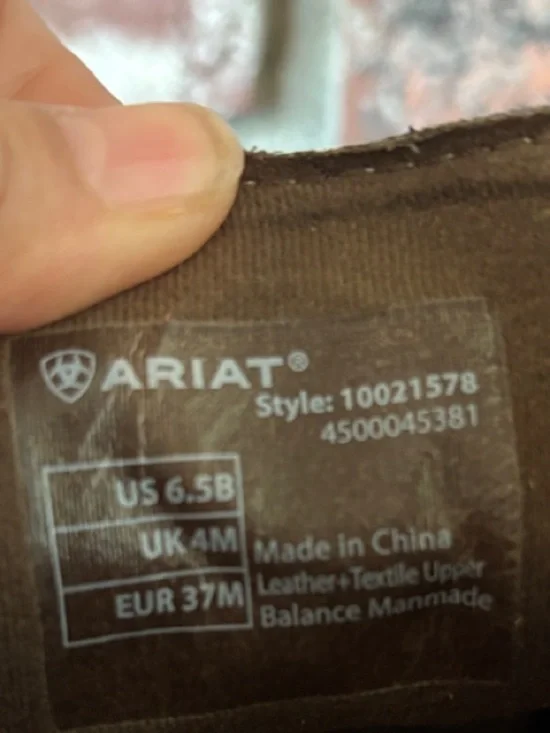 ARIAT®
Style: 10021578
4500045381
US 6.5B
UK 4M
EUR 37M
Made in China
Leather+Textile Upper
Balance Manmade